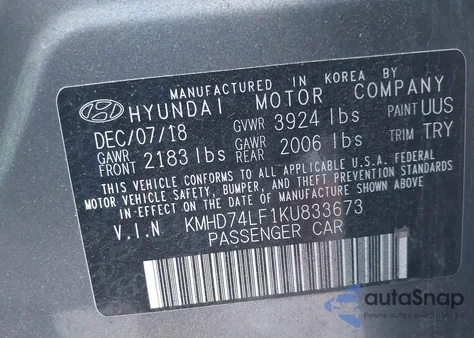 MANUFACTURED IN KOREA BY
HYUNDAI MOTOR COMPANY
DEC/07/18 GVWR 3924 lbs PAINT UUS
GAWR FRONT 2183 lbs GAWR REAR 2006 lbs TRIM TRY
THIS VEHICLE CONFORMS TO ALL APPLICABLE U.S.A. FEDERAL
MOTOR VEHICLE SAFETY, BUMPER, AND THEFT PREVENTION STANDARDS
IN EFFECT ON THE DATE OF MANUFACTURE SHOWN ABOVE.
V.I.N KMHD74LF1KU833673
PASSENGER CAR
autoSnap